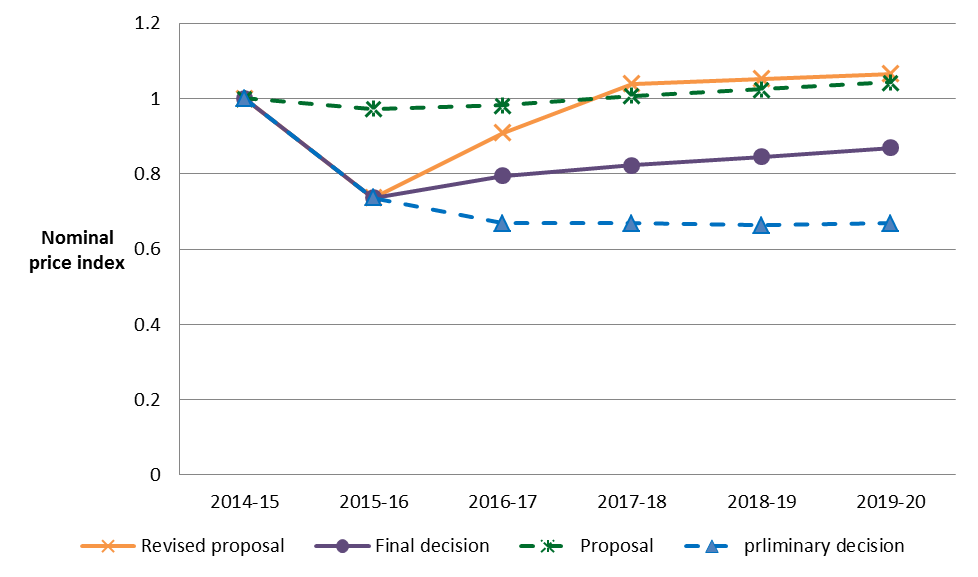 1.2
1
0.8
0.6
0.4
0.2
0
Nominal
price index
2014-15 2015-16 2016-17 2017-18 2018-19 2019-20
Revised proposal Final decision Proposal prliminary decision